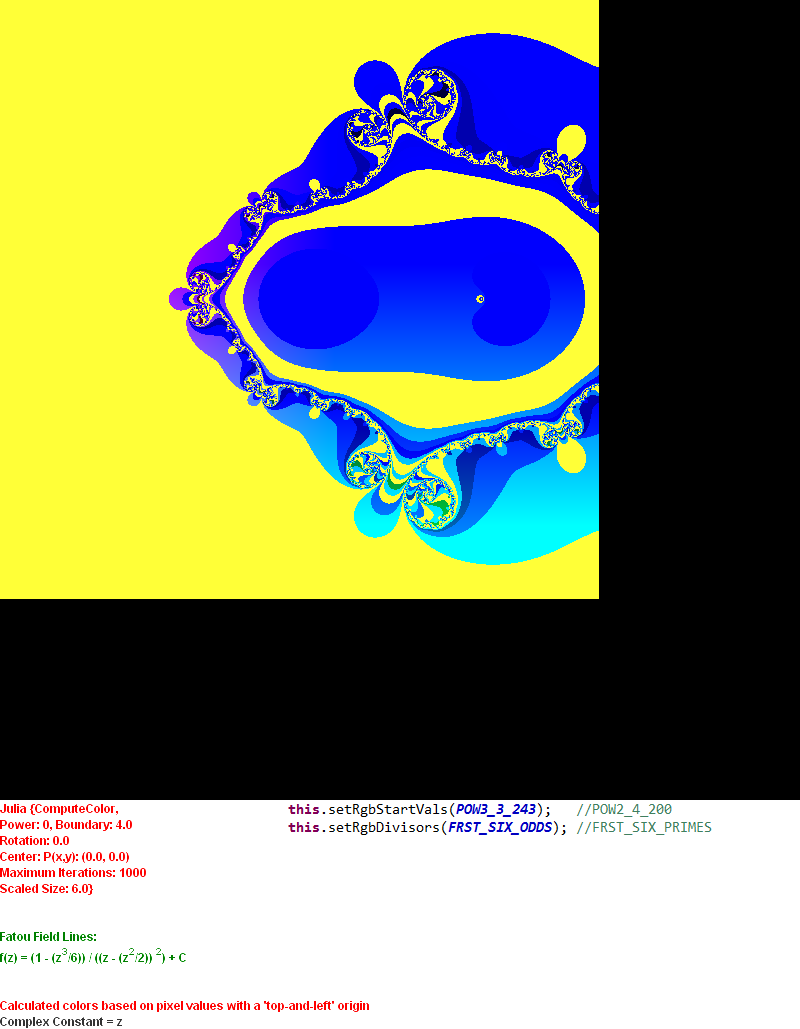 Julia {ComputeColor,
Power: 0, Boundary: 4.0
Rotation: 0.0
Center: P(x,y): (0.0, 0.0)
Maximum Iterations: 1000
Scaled Size: 6.0}
this.setRgbStartVals(POW3_3_243); //POW2_4_200
this.setRgbDivisors(FRST_SIX_ODDS); //FRST_SIX_PRIMES
Fatou Field Lines:
f(z) = (1 - (z^3/6)) / ((z - (z^2/2)) ^2) + C
Calculated colors based on pixel values with a 'top-and-left' origin
Complex Constant = z